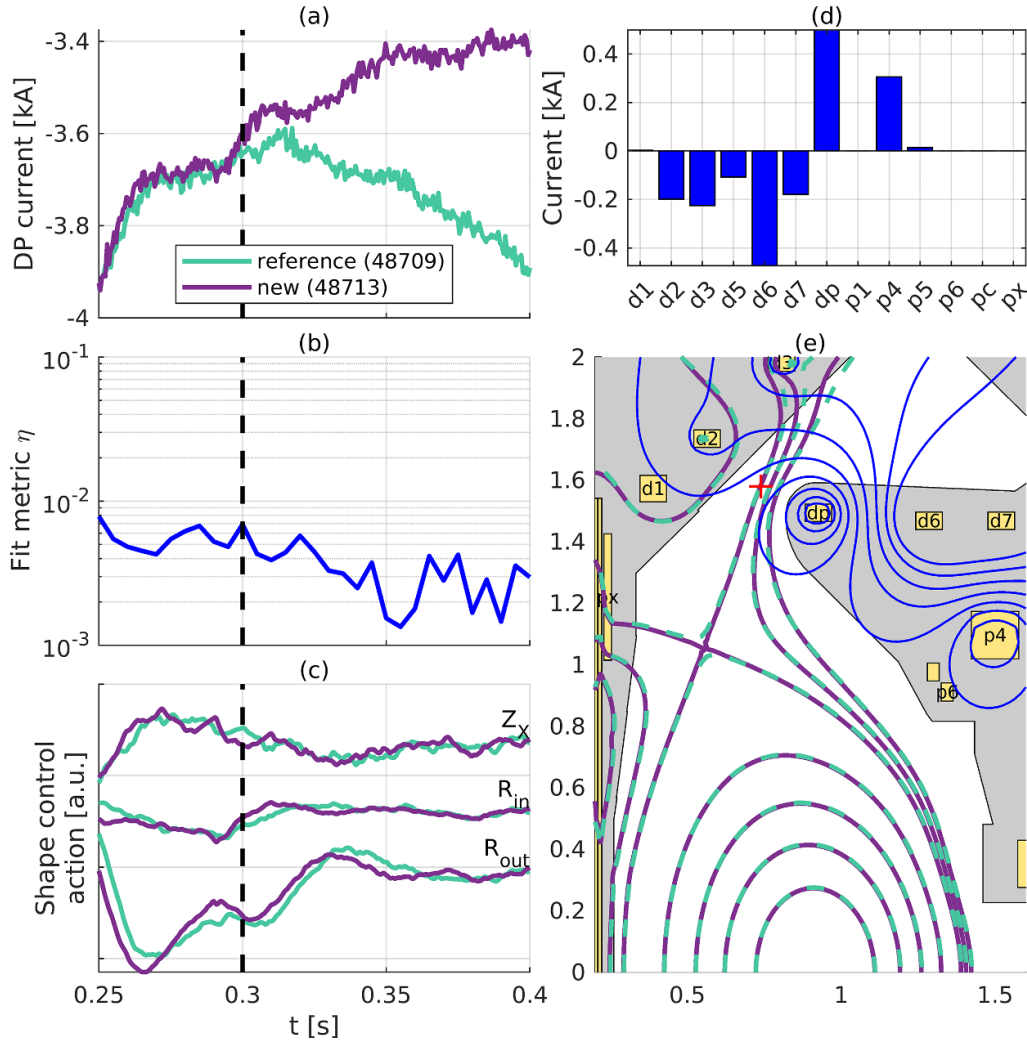 (a)
-3.4
-3.6
-3.8
-4
DP current [kA]
reference (48709)
new (48713)
(b)
10-1
10-2
10-3
Fit metric η
(c)
ZX
Rin
Rout
Shape control
action [a.u.]
0.25
0.3
0.35
0.4
t [s]
(d)
0.4
0.2
0
-0.2
-0.4
Current [kA]
d1
d2
d3
d5
d6
d7
dp
p1
p4
p5
p6
pc
px
(e)
2
1.8
1.6
1.4
1.2
1
0.8
0.6
0.4
0.2
0
0.5
1
1.5
d3
d2
d1
dp
d6
d7
px
p4
p6